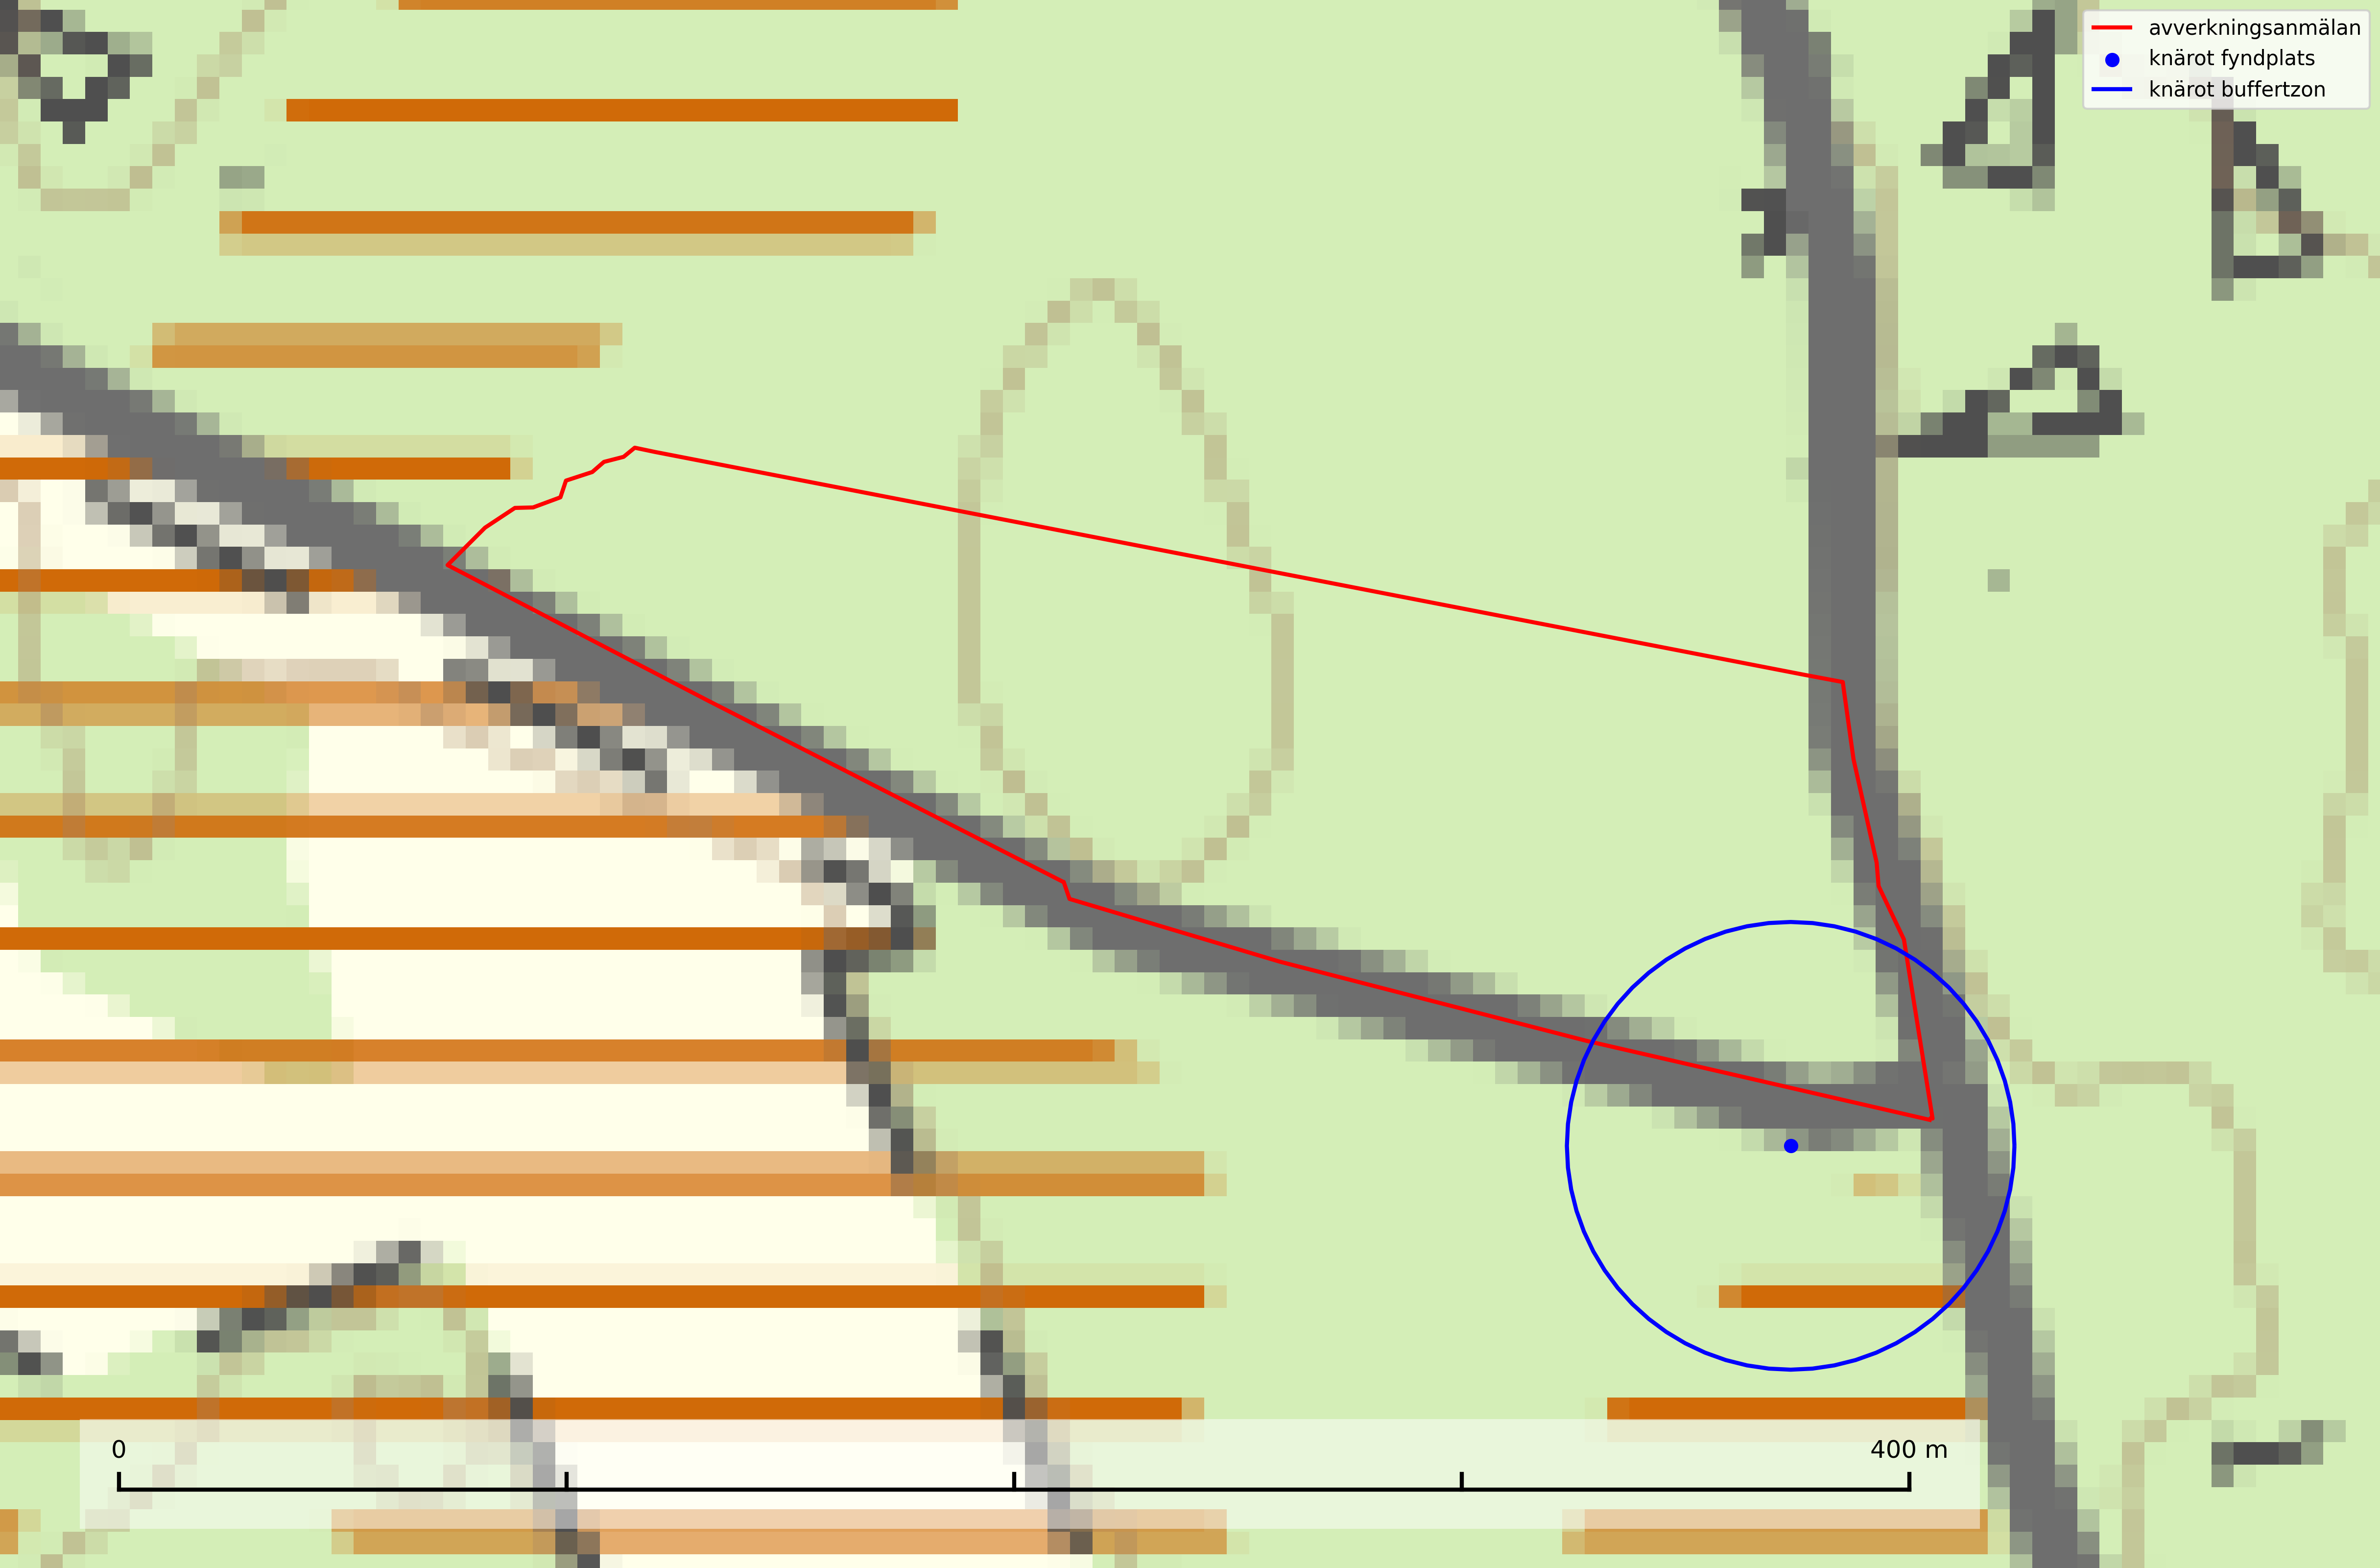 avverkningsanmälan
knärot fyndplats
knärot buffertzon
0
400 m